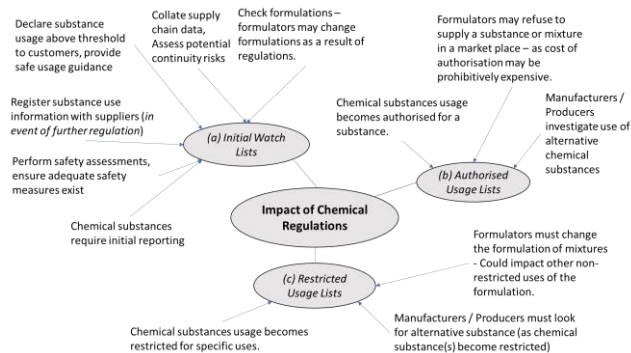 Declare substance
usage above threshold
to customers, provide
safe usage guidance
Collate supply
chain data,
Assess potential
continuity risks
Check formulations –
formulators may change
formulations as a result of
regulations.
Formulators may refuse to
supply a substance or mixture
in a market place – as cost of
authorisation may be
prohibitively expensive.
Register substance use
information with suppliers (in
event of further regulation)
(a) Initial Watch
Lists
Chemical substances usage
becomes authorised for a
substance.
Manufacturers /
Producers
investigate use of
alternative
chemical
substances
Perform safety assessments,
ensure adequate safety
measures exist
(b) Authorised
Usage Lists
Chemical substances
require initial reporting
Impact of Chemical
Regulations
Formulators must change
the formulation of mixtures
- Could impact other non-
restricted uses of the
formulation.
(c) Restricted
Usage Lists
Chemical substances usage becomes
restricted for specific uses.
Manufacturers / Producers must look
for alternative substance (as chemical
substance(s) become restricted)